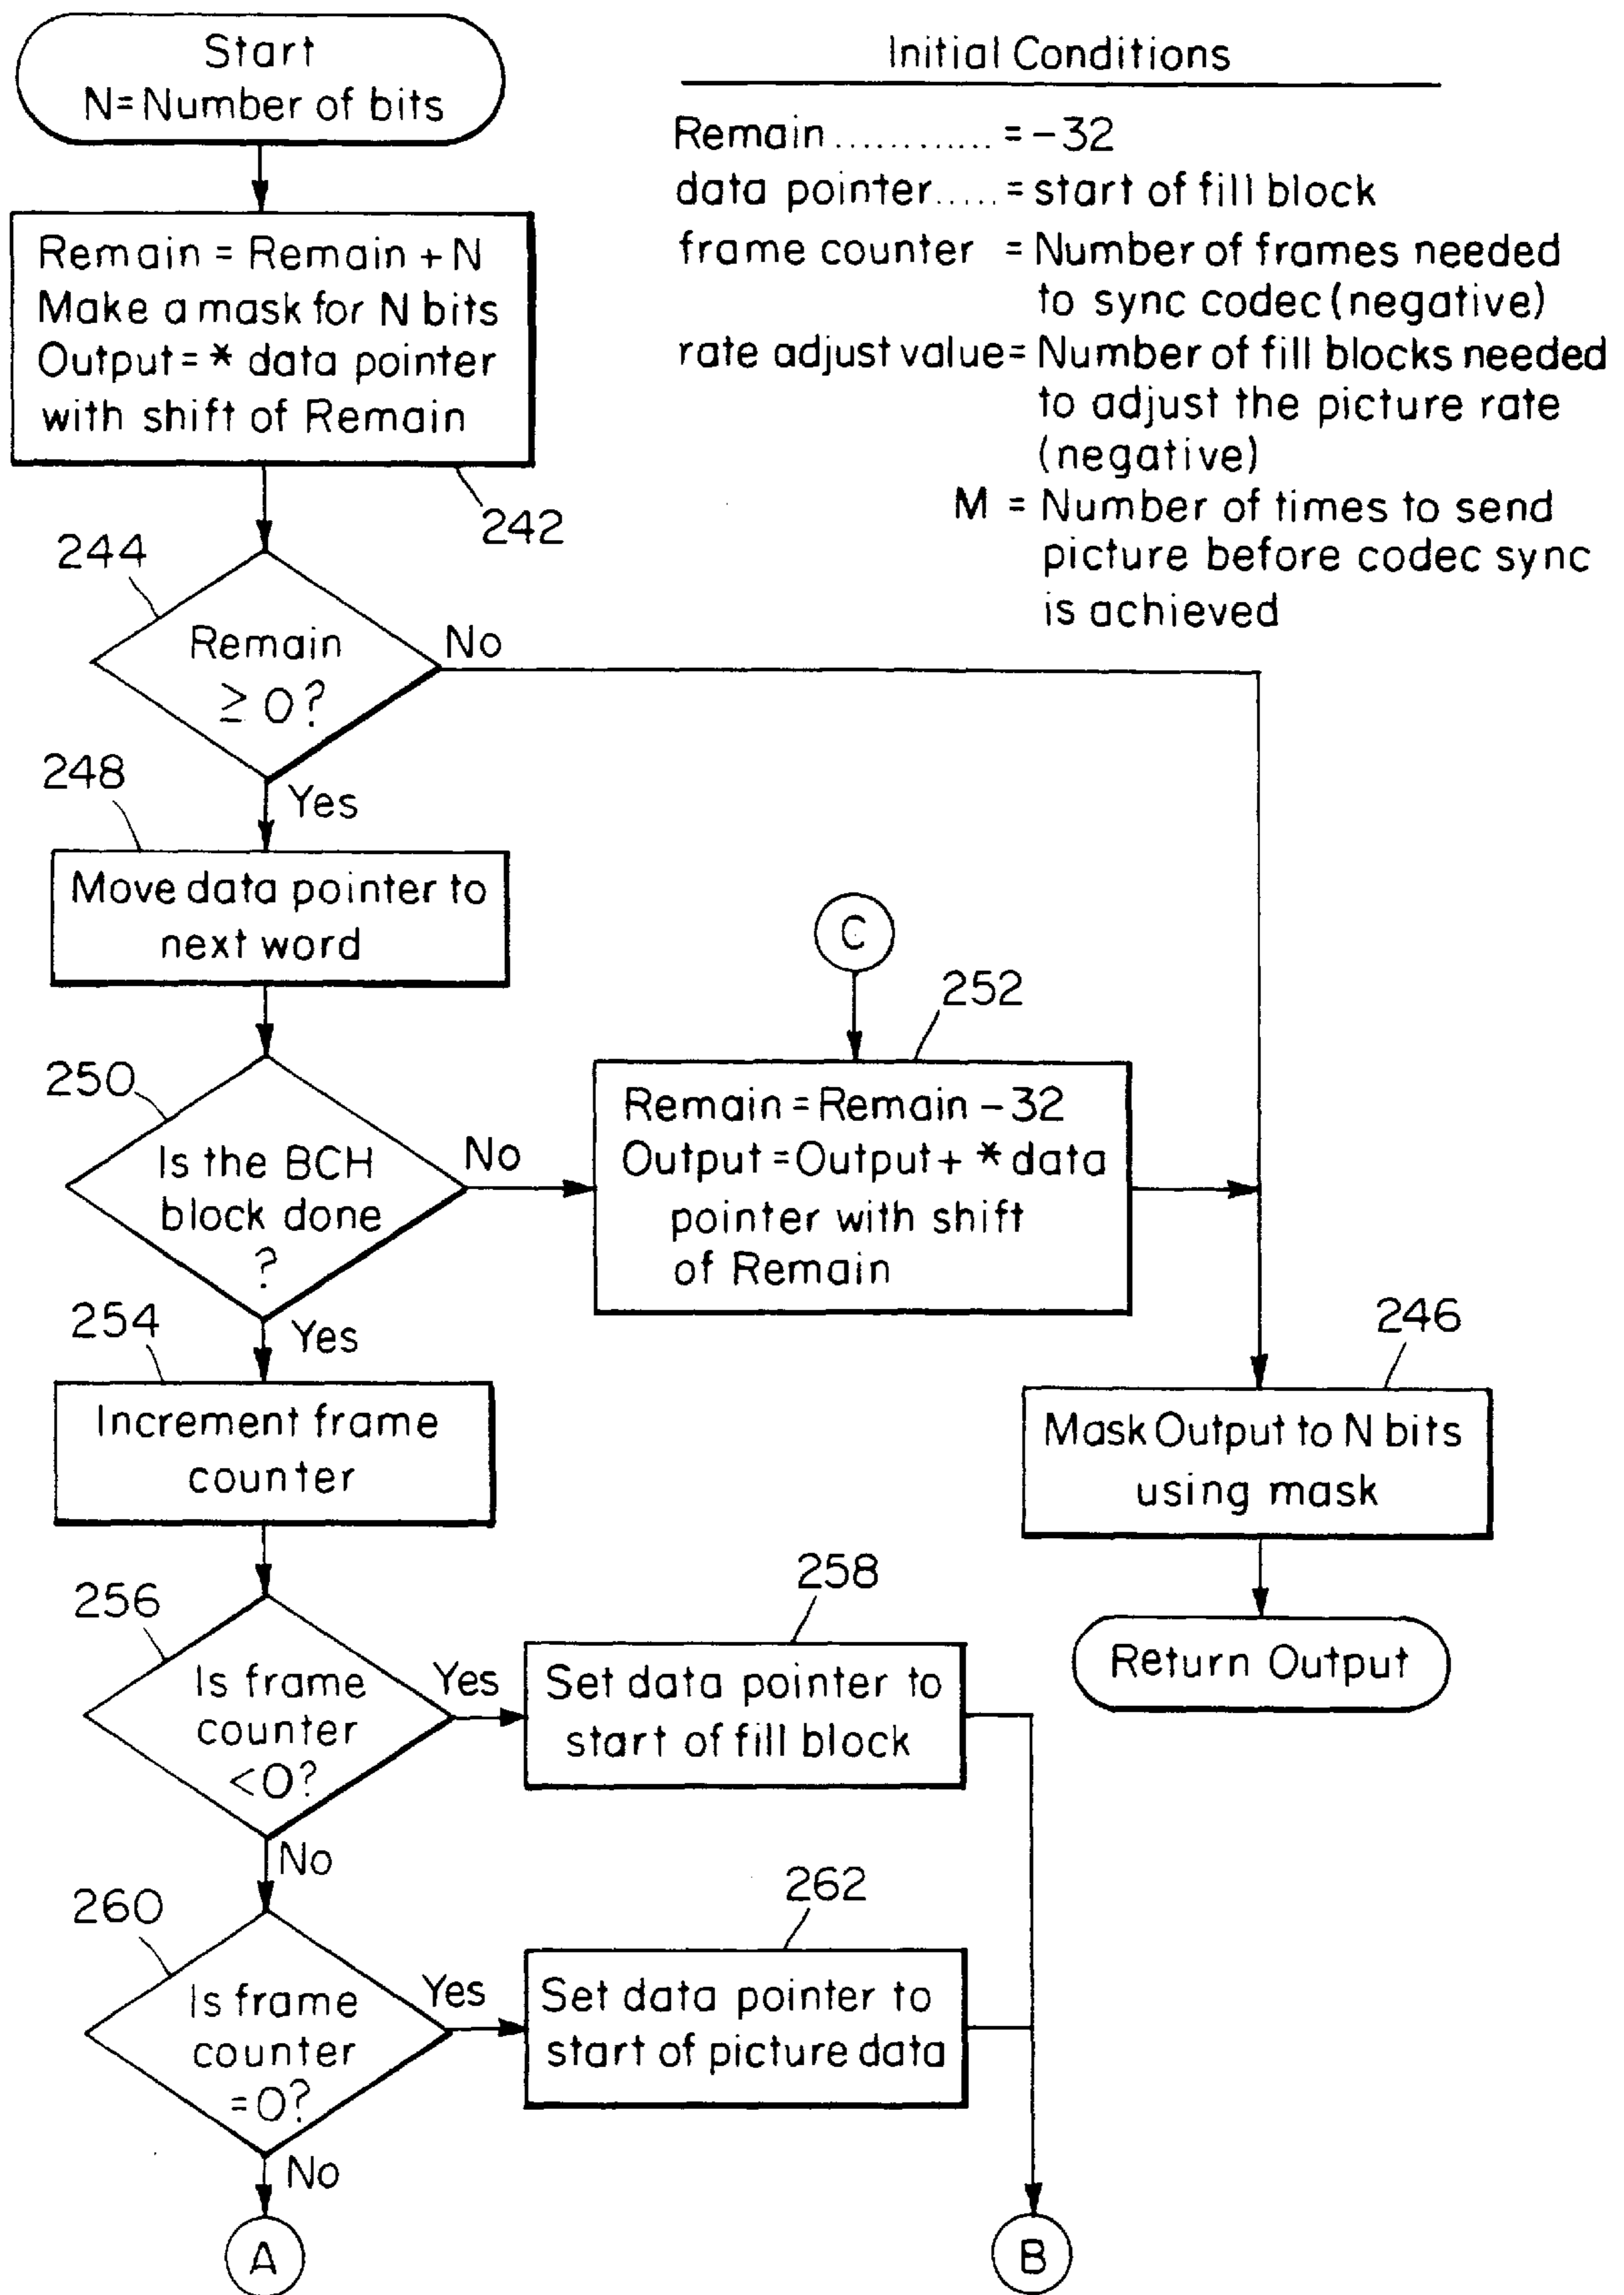 Start
N=Number of bits
Initial Conditions
Remain ............ = -32
data pointer..... = start of fill block
frame counter = Number of frames needed
to sync codec (negative)
rate adjust value= Number of fill blocks needed
to adjust the picture rate
(negative)
M = Number of times to send
picture before codec sync
is achieved
Remain = Remain + N
Make a mask for N bits
Output = * data pointer
with shift of Remain
242
244
Remain
≥ 0?
No
Yes
248
Move data pointer to
next word
C
250
Is the BCH
block done
?
No
Yes
252
Remain = Remain - 32
Output = Output + * data
pointer with shift
of Remain
254
Increment frame
counter
246
Mask Output to N bits
using mask
Return Output
256
Is frame
counter
<0?
Yes
No
258
Set data pointer to
start of fill block
260
Is frame
counter
=0?
Yes
No
262
Set data pointer to
start of picture data
A
B